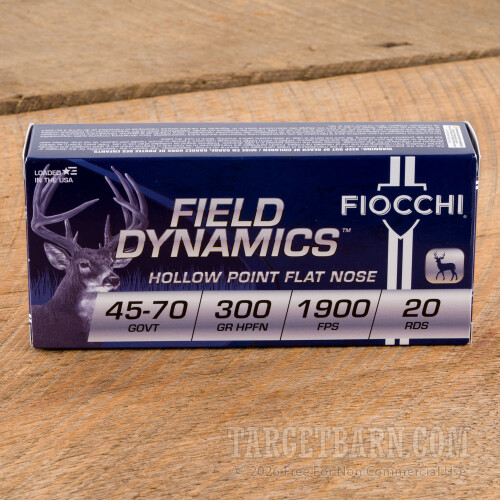 LOADED IN THE USA
FIELD DYNAMICS™
HOLLOW POINT FLAT NOSE
FIOCCHI®
45-70 GOVT
300 GR HPFN
1900 FPS
20 RDS
TARGETBARN.COM
© 2026 Free For Non Commercial Use